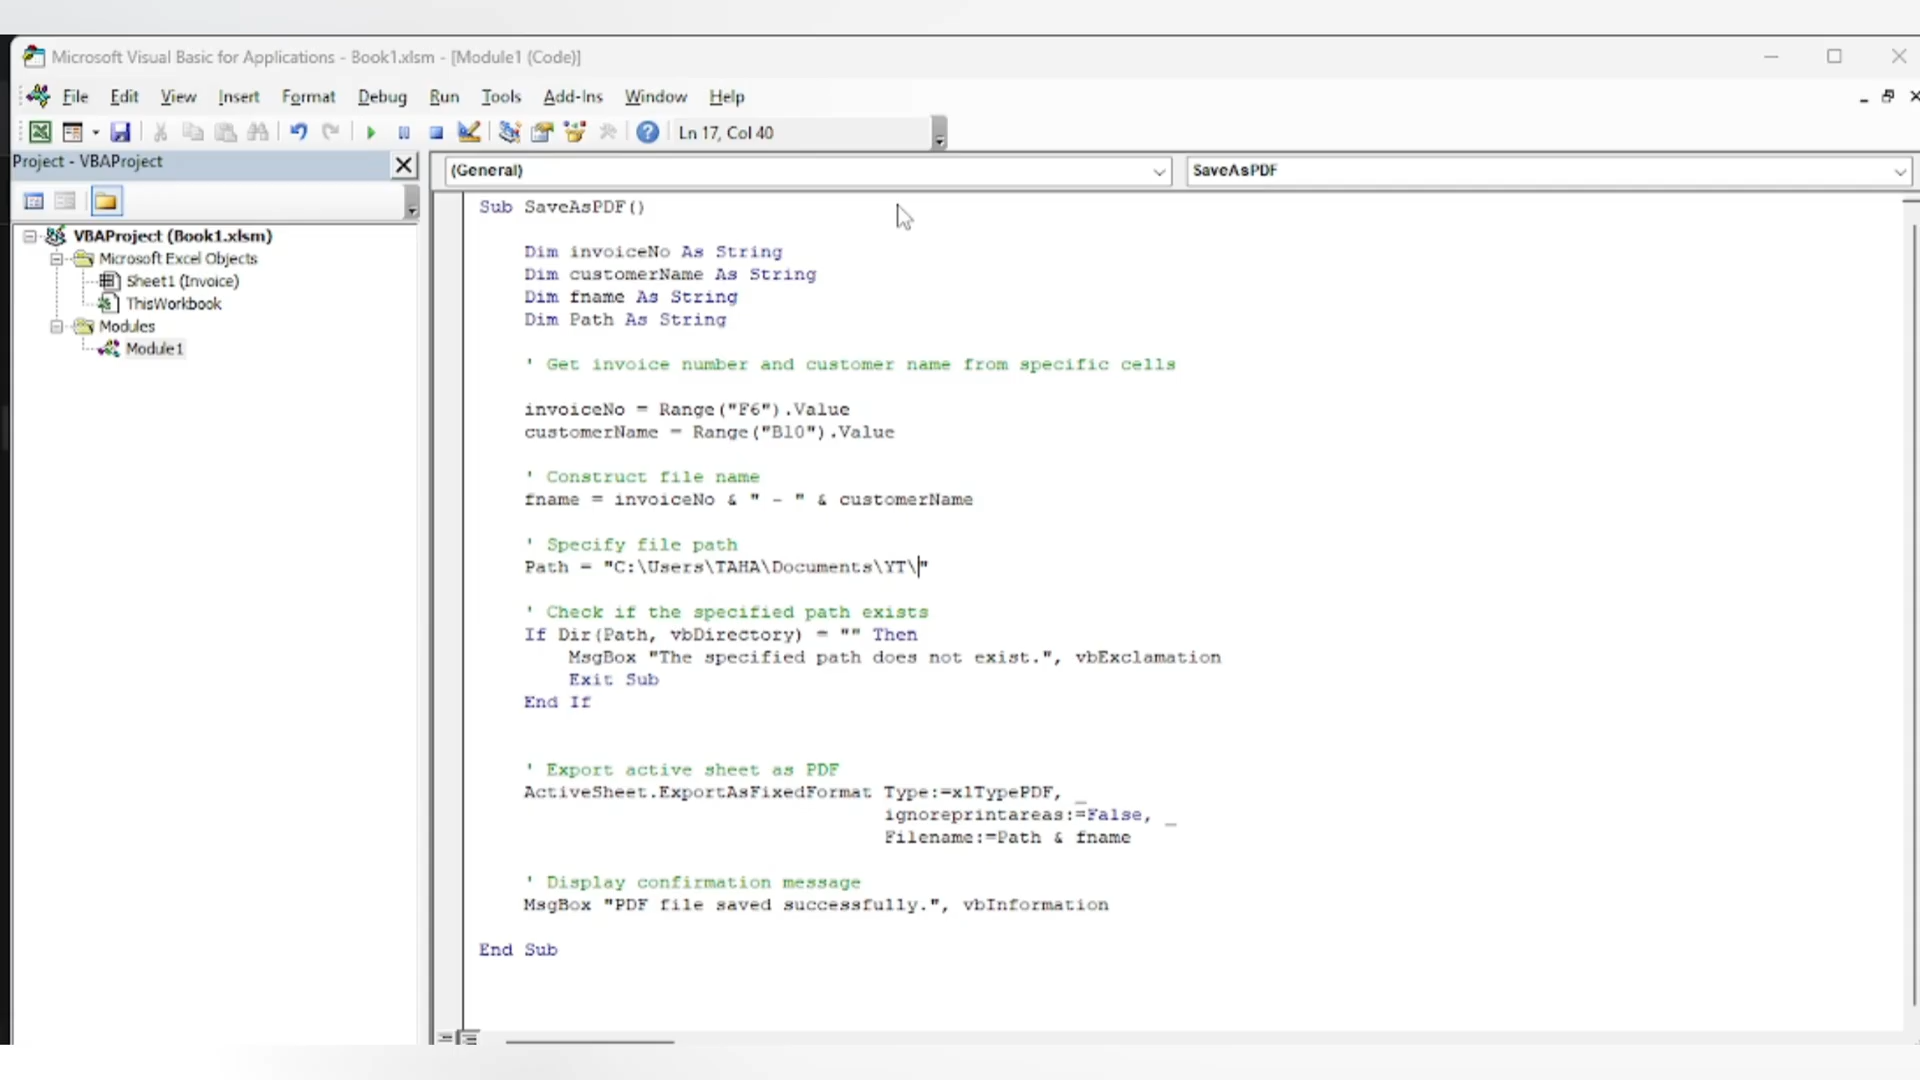 Microsoft Visual Basic for Applications - Book1.xlsm - [Module1 (Code)]
File Edit View Insert Format Debug Run Tools Add-Ins Window Help
Ln 17, Col 40
Project - VBAProject
(General)
SaveAsPDF
VBAProject (Book1.xlsm)
Microsoft Excel Objects
Sheet1 (Invoice)
ThisWorkbook
Modules
Module1
Sub SaveAsPDF()
Dim invoiceNo As String
Dim customerName As String
Dim fname As String
Dim Path As String
' Get invoice number and customer name from specific cells
invoiceNo = Range("F6").Value
customerName = Range("B10").Value
' Construct file name
fname = invoiceNo & " - " & customerName
' Specify file path
Path = "C:\Users\TAHA\Documents\YT\"
' Check if the specified path exists
If Dir(Path, vbDirectory) = "" Then
MsgBox "The specified path does not exist.", vbExclamation
Exit Sub
End If
' Export active sheet as PDF
ActiveSheet.ExportAsFixedFormat Type:=xlTypePDF, _
ignoreprintareas:=False, _
Filename:=Path & fname
' Display confirmation message
MsgBox "PDF file saved successfully.", vbInformation
End Sub